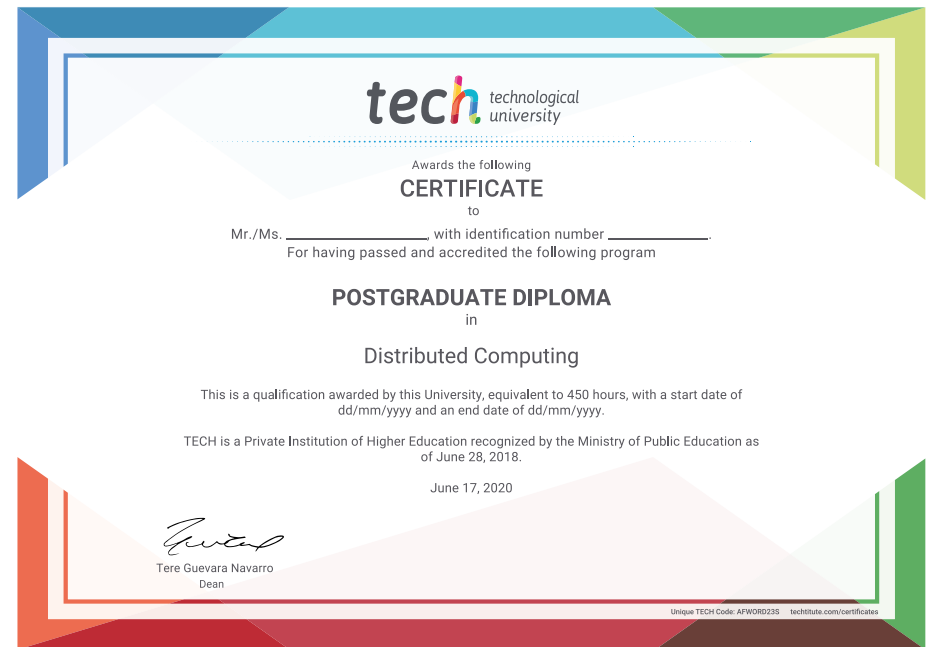 tech technological
university
Awards the following
CERTIFICATE
to
Mr./Ms. ____________________, with identification number ______________.
For having passed and accredited the following program
POSTGRADUATE DIPLOMA
in
Distributed Computing
This is a qualification awarded by this University, equivalent to 450 hours, with a start date of
dd/mm/yyyy and an end date of dd/mm/yyyy.
TECH is a Private Institution of Higher Education recognized by the Ministry of Public Education as
of June 28, 2018.
June 17, 2020
Tere Guevara Navarro
Dean
Unique TECH Code: AFWORD23S techtitute.com/certificates